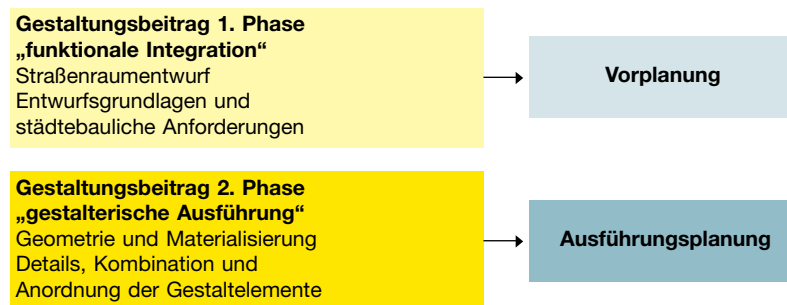 Gestaltungsbeitrag 1. Phase
„funktionale Integration“
Straßenraumentwurf
Entwurfsgrundlagen und
städtebauliche Anforderungen
Vorplanung
Gestaltungsbeitrag 2. Phase
„gestalterische Ausführung“
Geometrie und Materialisierung
Details, Kombination und
Anordnung der Gestaltelemente
Ausführungsplanung